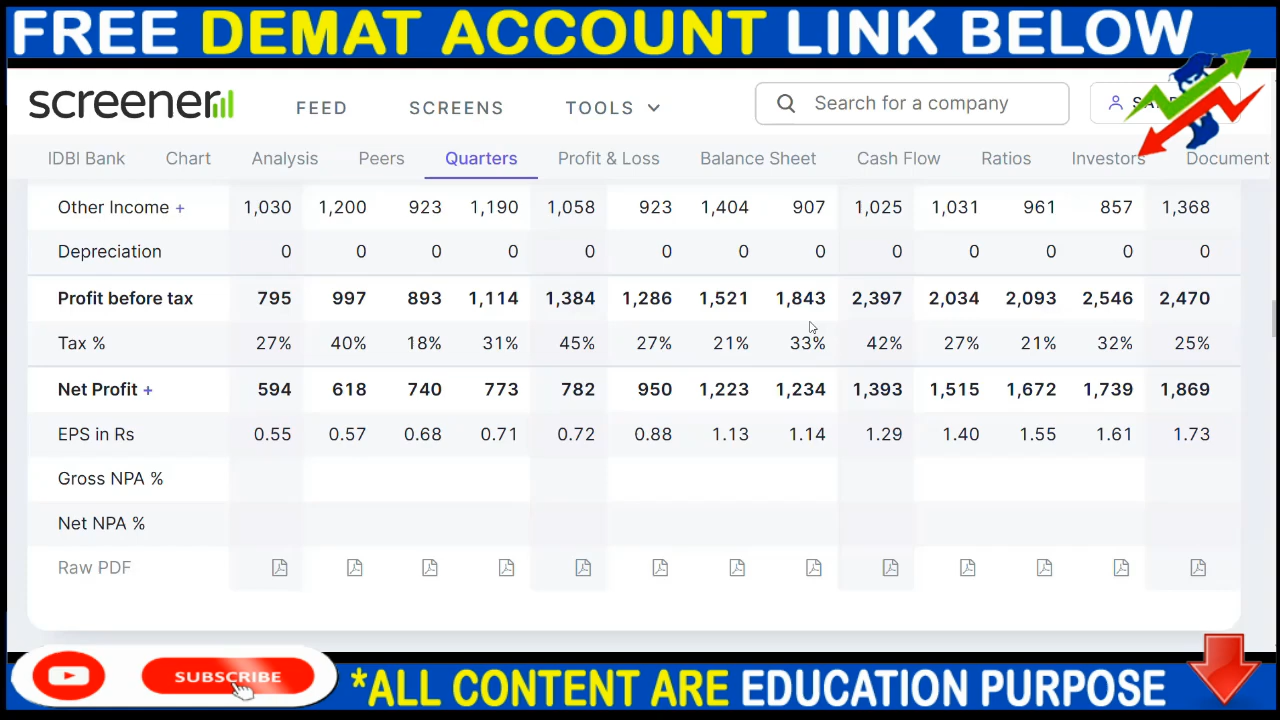 FREE DEMAT ACCOUNT LINK BELOW
screener FEED SCREENS TOOLS Search for a company
IDBI Bank Chart Analysis Peers Quarters Profit & Loss Balance Sheet Cash Flow Ratios Investors Document
Other Income + 1,030 1,200 923 1,190 1,058 923 1,404 907 1,025 1,031 961 857 1,368
Depreciation 0 0 0 0 0 0 0 0 0 0 0 0 0
Profit before tax 795 997 893 1,114 1,384 1,286 1,521 1,843 2,397 2,034 2,093 2,546 2,470
Tax % 27% 40% 18% 31% 45% 27% 21% 33% 42% 27% 21% 32% 25%
Net Profit + 594 618 740 773 782 950 1,223 1,234 1,393 1,515 1,672 1,739 1,869
EPS in Rs 0.55 0.57 0.68 0.71 0.72 0.88 1.13 1.14 1.29 1.40 1.55 1.61 1.73
Gross NPA %
Net NPA %
Raw PDF
SUBSCRIBE *ALL CONTENT ARE EDUCATION PURPOSE